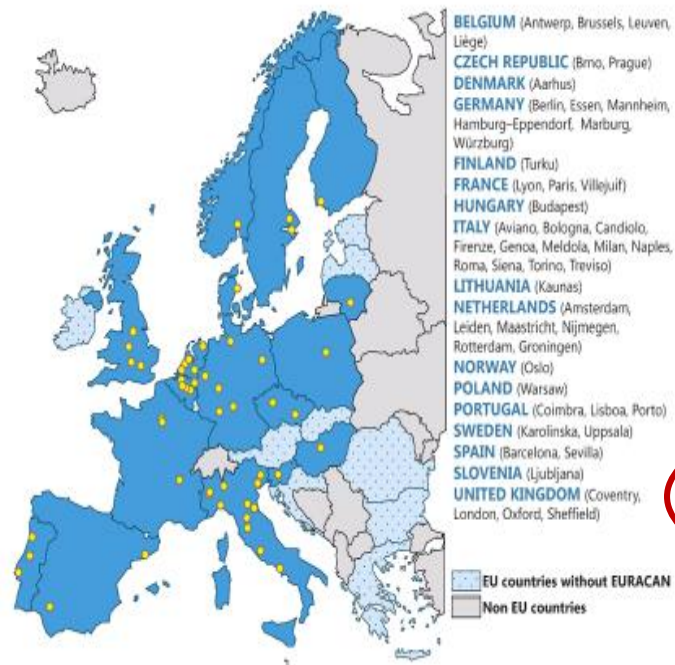 BELGIUM (Antwerp, Brussels, Leuven,
Liège)
CZECH REPUBLIC (Brno, Prague)
DENMARK (Aarhus)
GERMANY (Berlin, Essen, Mannheim,
Hamburg–Eppendorf, Marburg,
Würzburg)
FINLAND (Turku)
FRANCE (Lyon, Paris, Villejuif)
HUNGARY (Budapest)
ITALY (Aviano, Bologna, Candiolo,
Firenze, Genoa, Meldola, Milan, Naples,
Roma, Siena, Torino, Treviso)
LITHUANIA (Kaunas)
NETHERLANDS (Amsterdam,
Leiden, Maastricht, Nijmegen,
Rotterdam, Groningen)
NORWAY (Oslo)
POLAND (Warsaw)
PORTUGAL (Coimbra, Lisboa, Porto)
SWEDEN (Karolinska, Uppsala)
SPAIN (Barcelona, Sevilla)
SLOVENIA (Ljubljana)
UNITED KINGDOM (Coventry,
London, Oxford, Sheffield)
EU countries without EURACAN
Non EU countries